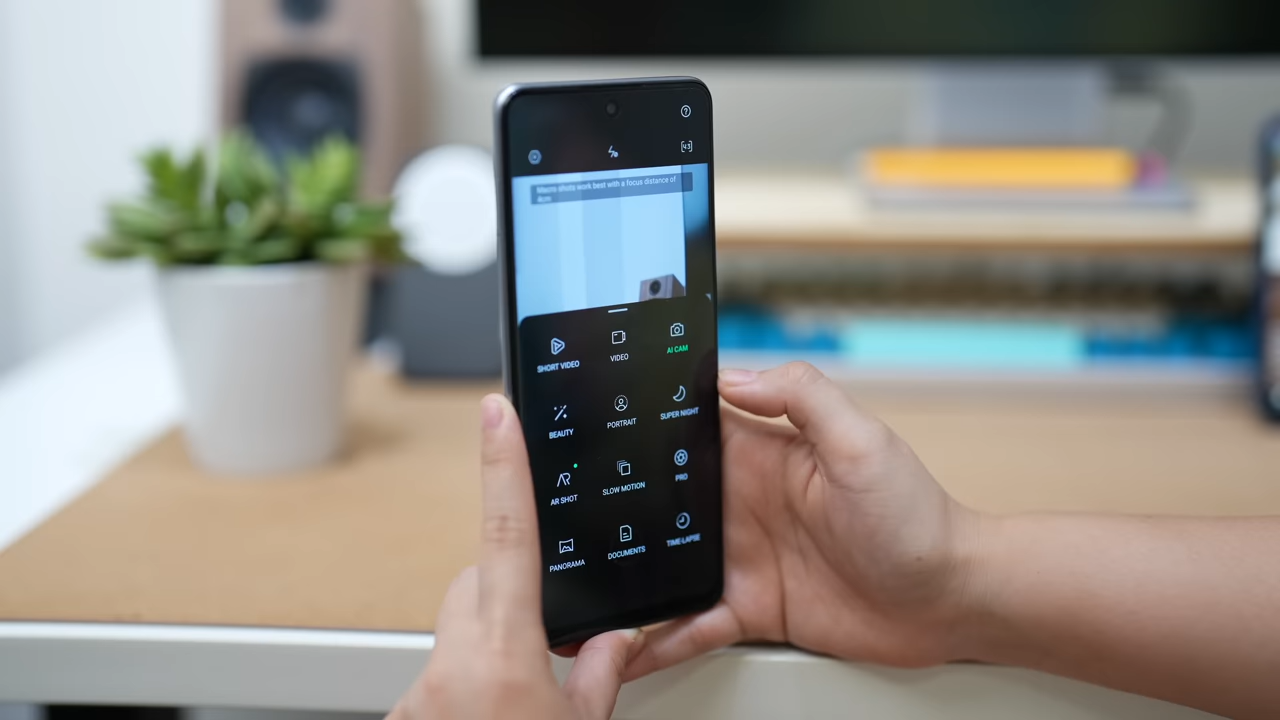 4:3
Macro shots work best with a focus distance of
4cm
SHORT VIDEO
VIDEO
AI CAM
BEAUTY
PORTRAIT
SUPER NIGHT
AR SHOT
SLOW MOTION
PRO
PANORAMA
DOCUMENTS
TIME-LAPSE